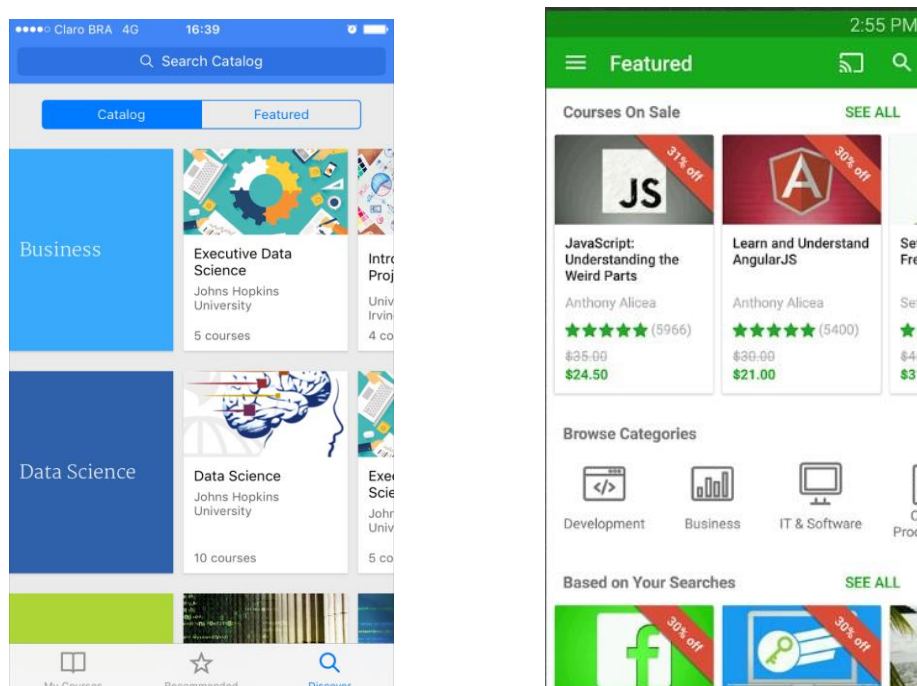 Claro BRA 4G 16:39
Search Catalog
Catalog Featured
Business
Executive Data
Science
Johns Hopkins
University
5 courses
Data Science
Data Science
Johns Hopkins
University
10 courses
My Courses Recommended Discover
2:55 PM
Featured
Courses On Sale SEE ALL
31% off
JS
JavaScript:
Understanding the
Weird Parts
Anthony Alicea
(5966)
$35.00
$24.50
30% off
A
Learn and Understand
AngularJS
Anthony Alicea
(5400)
$30.00
$21.00
Browse Categories
</>
Development Business IT & Software
Based on Your Searches SEE ALL
f
30% off
30% off